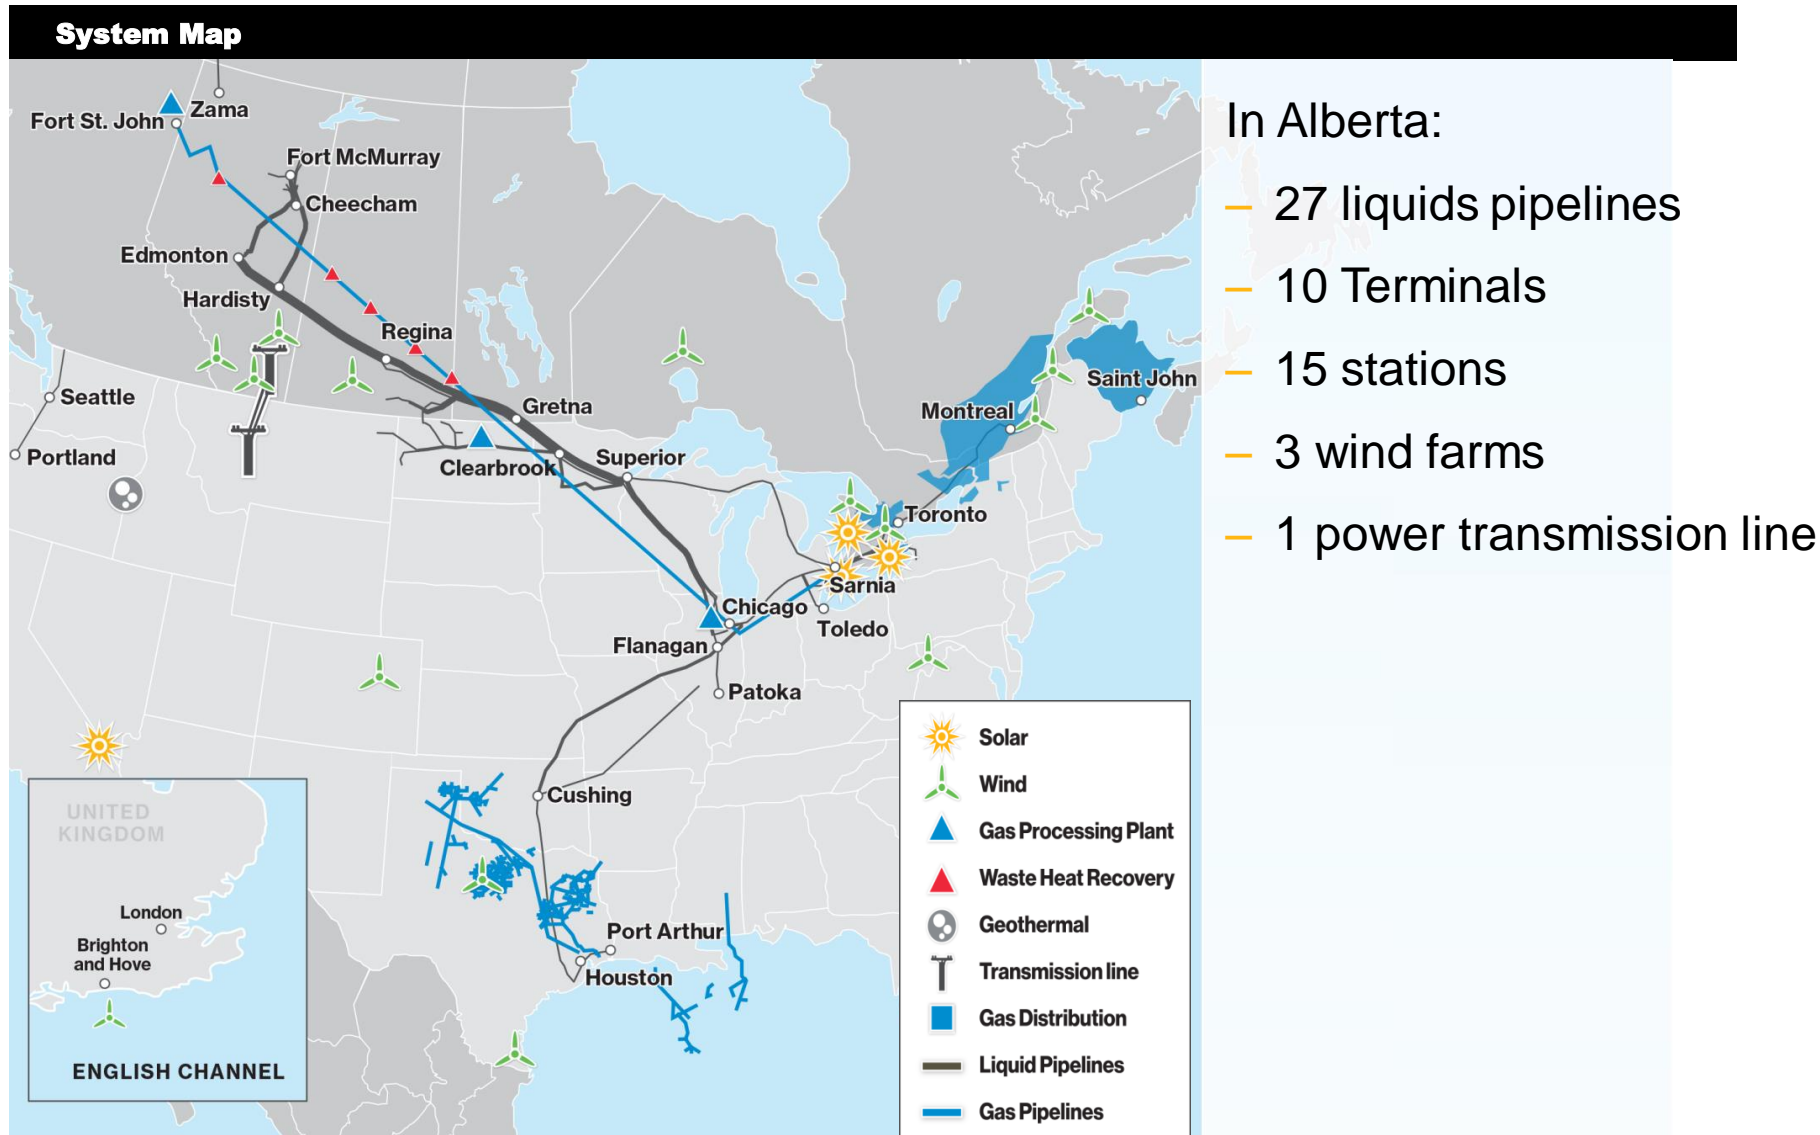 System Map
Zama
Fort St. John
Fort McMurray
Cheecham
Edmonton
Hardisty
Regina
Seattle
Gretna
Saint John
Montreal
Portland
Clearbrook
Superior
Toronto
Sarnia
Chicago
Toledo
Flanagan
Patoka
Cushing
Port Arthur
Houston
UNITED
KINGDOM
London
Brighton
and Hove
ENGLISH CHANNEL
Solar
Wind
Gas Processing Plant
Waste Heat Recovery
Geothermal
Transmission line
Gas Distribution
Liquid Pipelines
Gas Pipelines
In Alberta:
– 27 liquids pipelines
– 10 Terminals
– 15 stations
– 3 wind farms
– 1 power transmission line